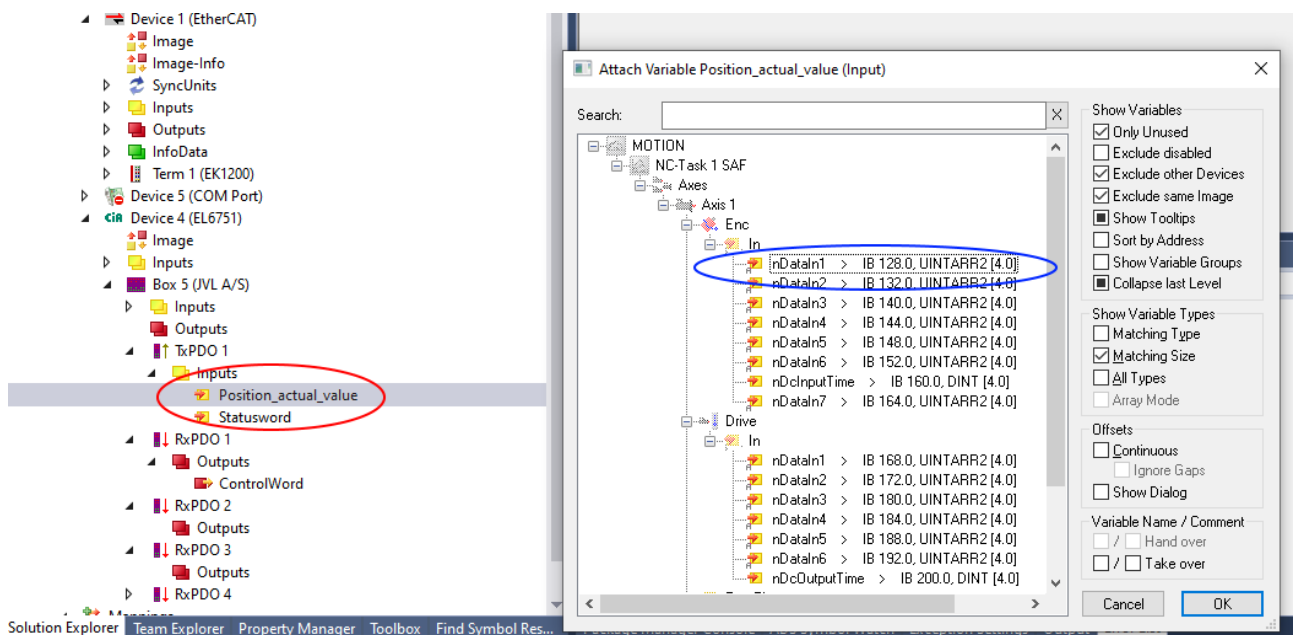 Device 1 (EtherCAT)
Image
Image-Info
SyncUnits
Inputs
Outputs
InfoData
Term 1 (EK1200)
Device 5 (COM Port)
CiA Device 4 (EL6751)
Image
Inputs
Box 5 (JVL A/S)
Inputs
Outputs
TxPDO 1
Inputs
Position_actual_value
Statusword
RxPDO 1
Outputs
ControlWord
RxPDO 2
Outputs
RxPDO 3
Outputs
RxPDO 4
Solution Explorer Team Explorer Property Manager Toolbox Find Symbol Res...
Attach Variable Position_actual_value (Input)
Search:
MOTION
NC-Task 1 SAF
Axes
Axis 1
Enc
In
nDataIn1 > IB 128.0, UINTARR2 [4.0]
nDataIn2 > IB 132.0, UINTARR2 [4.0]
nDataIn3 > IB 140.0, UINTARR2 [4.0]
nDataIn4 > IB 144.0, UINTARR2 [4.0]
nDataIn5 > IB 148.0, UINTARR2 [4.0]
nDataIn6 > IB 152.0, UINTARR2 [4.0]
nDcInputTime > IB 160.0, DINT [4.0]
nDataIn7 > IB 164.0, UINTARR2 [4.0]
Drive
In
nDataIn1 > IB 168.0, UINTARR2 [4.0]
nDataIn2 > IB 172.0, UINTARR2 [4.0]
nDataIn3 > IB 180.0, UINTARR2 [4.0]
nDataIn4 > IB 184.0, UINTARR2 [4.0]
nDataIn5 > IB 188.0, UINTARR2 [4.0]
nDataIn6 > IB 192.0, UINTARR2 [4.0]
nDcOutputTime > IB 200.0, DINT [4.0]
Show Variables
Only Unused
Exclude disabled
Exclude other Devices
Exclude same Image
Show Tooltips
Sort by Address
Show Variable Groups
Collapse last Level
Show Variable Types
Matching Type
Matching Size
All Types
Array Mode
Offsets
Continuous
Ignore Gaps
Show Dialog
Variable Name / Comment
/ Hand over
/ Take over
Cancel OK